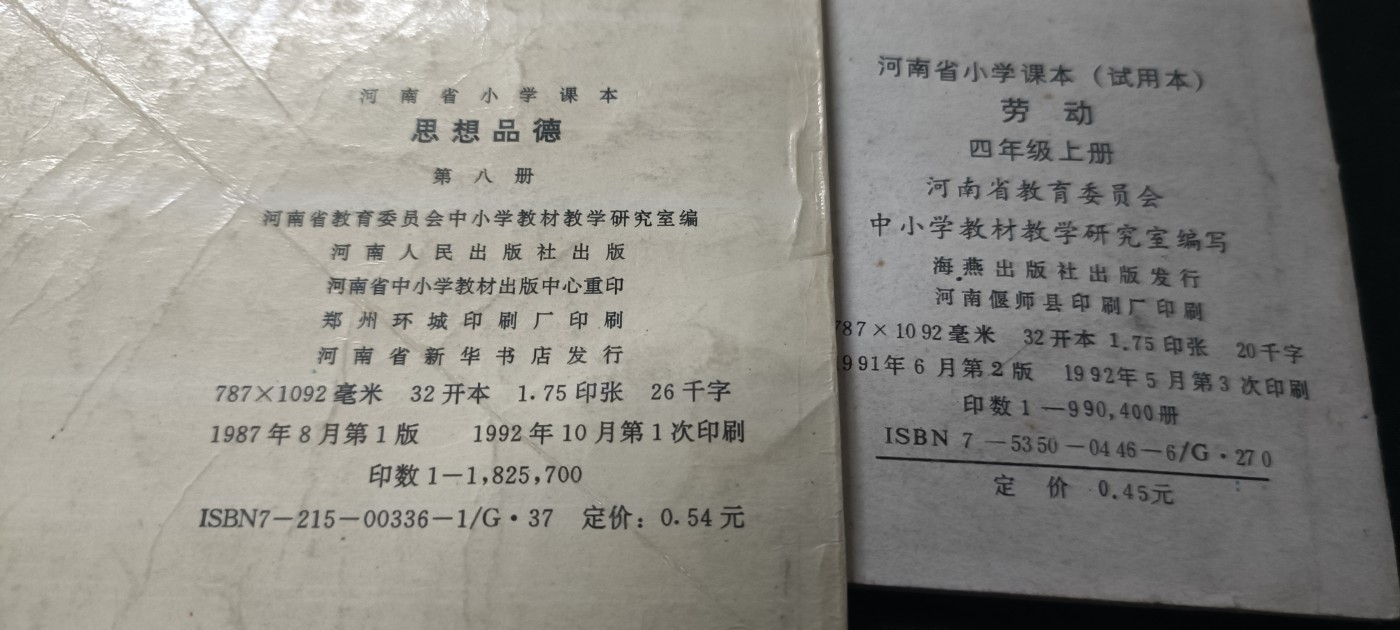 河南省小学课本
思想品德
第八册
河南省教育委员会中小学教材教学研究室编
河南人民出版社出版
河南省中小学教材出版中心重印
郑州环城印刷厂印刷
河南省新华书店发行
787×1092毫米 32开本 1.75印张 26千字
1987年8月第1版 1992年10月第1次印刷
印数1—1,825,700
ISBN7—215—00336—1/G·37 定价：0.54元
河南省小学课本（试用本）
劳动
四年级上册
河南省教育委员会
中小学教材教学研究室编写
海燕出版社出版发行
河南偃师县印刷厂印刷
787×1092毫米 32开本 1.75印张 20千字
991年6月第2版 1992年5月第3次印刷
印数1—990,400册
ISBN 7—5350—0446—6/G·270
定价 0.45元